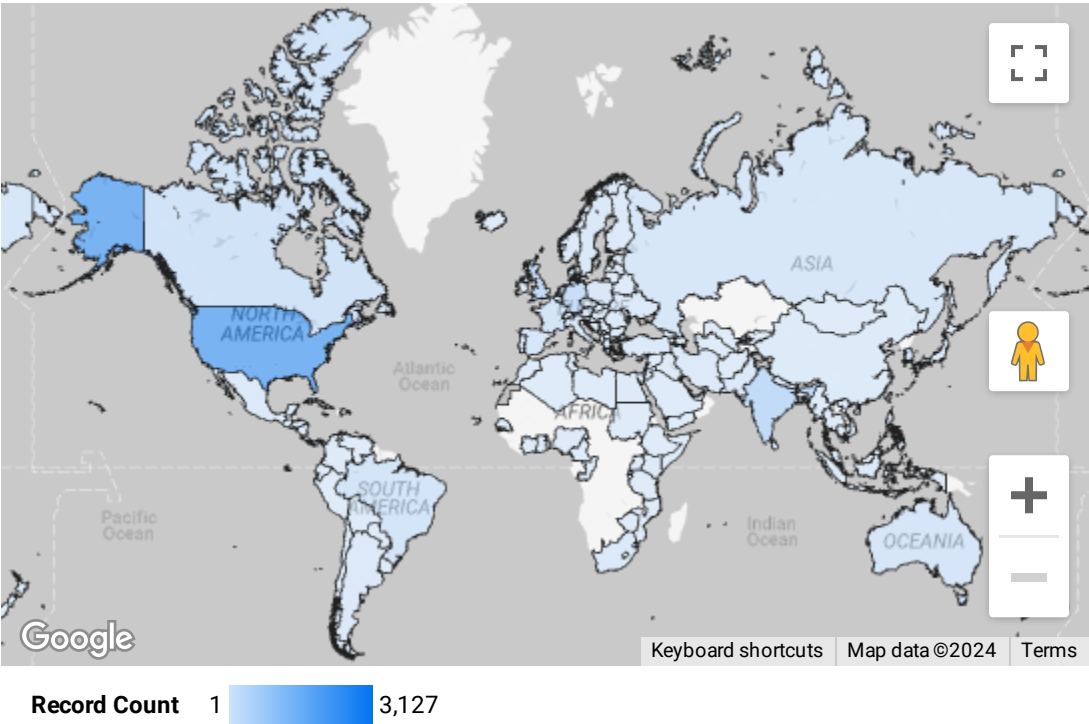 ASIA
NORTH
AMERICA
EUROPE
Atlantic
Ocean
AFRICA
SOUTH
AMERICA
Pacific
Ocean
Indian
Ocean
OCEANIA
Google
Keyboard shortcuts
Map data ©2024
Terms
Record Count 1 3,127